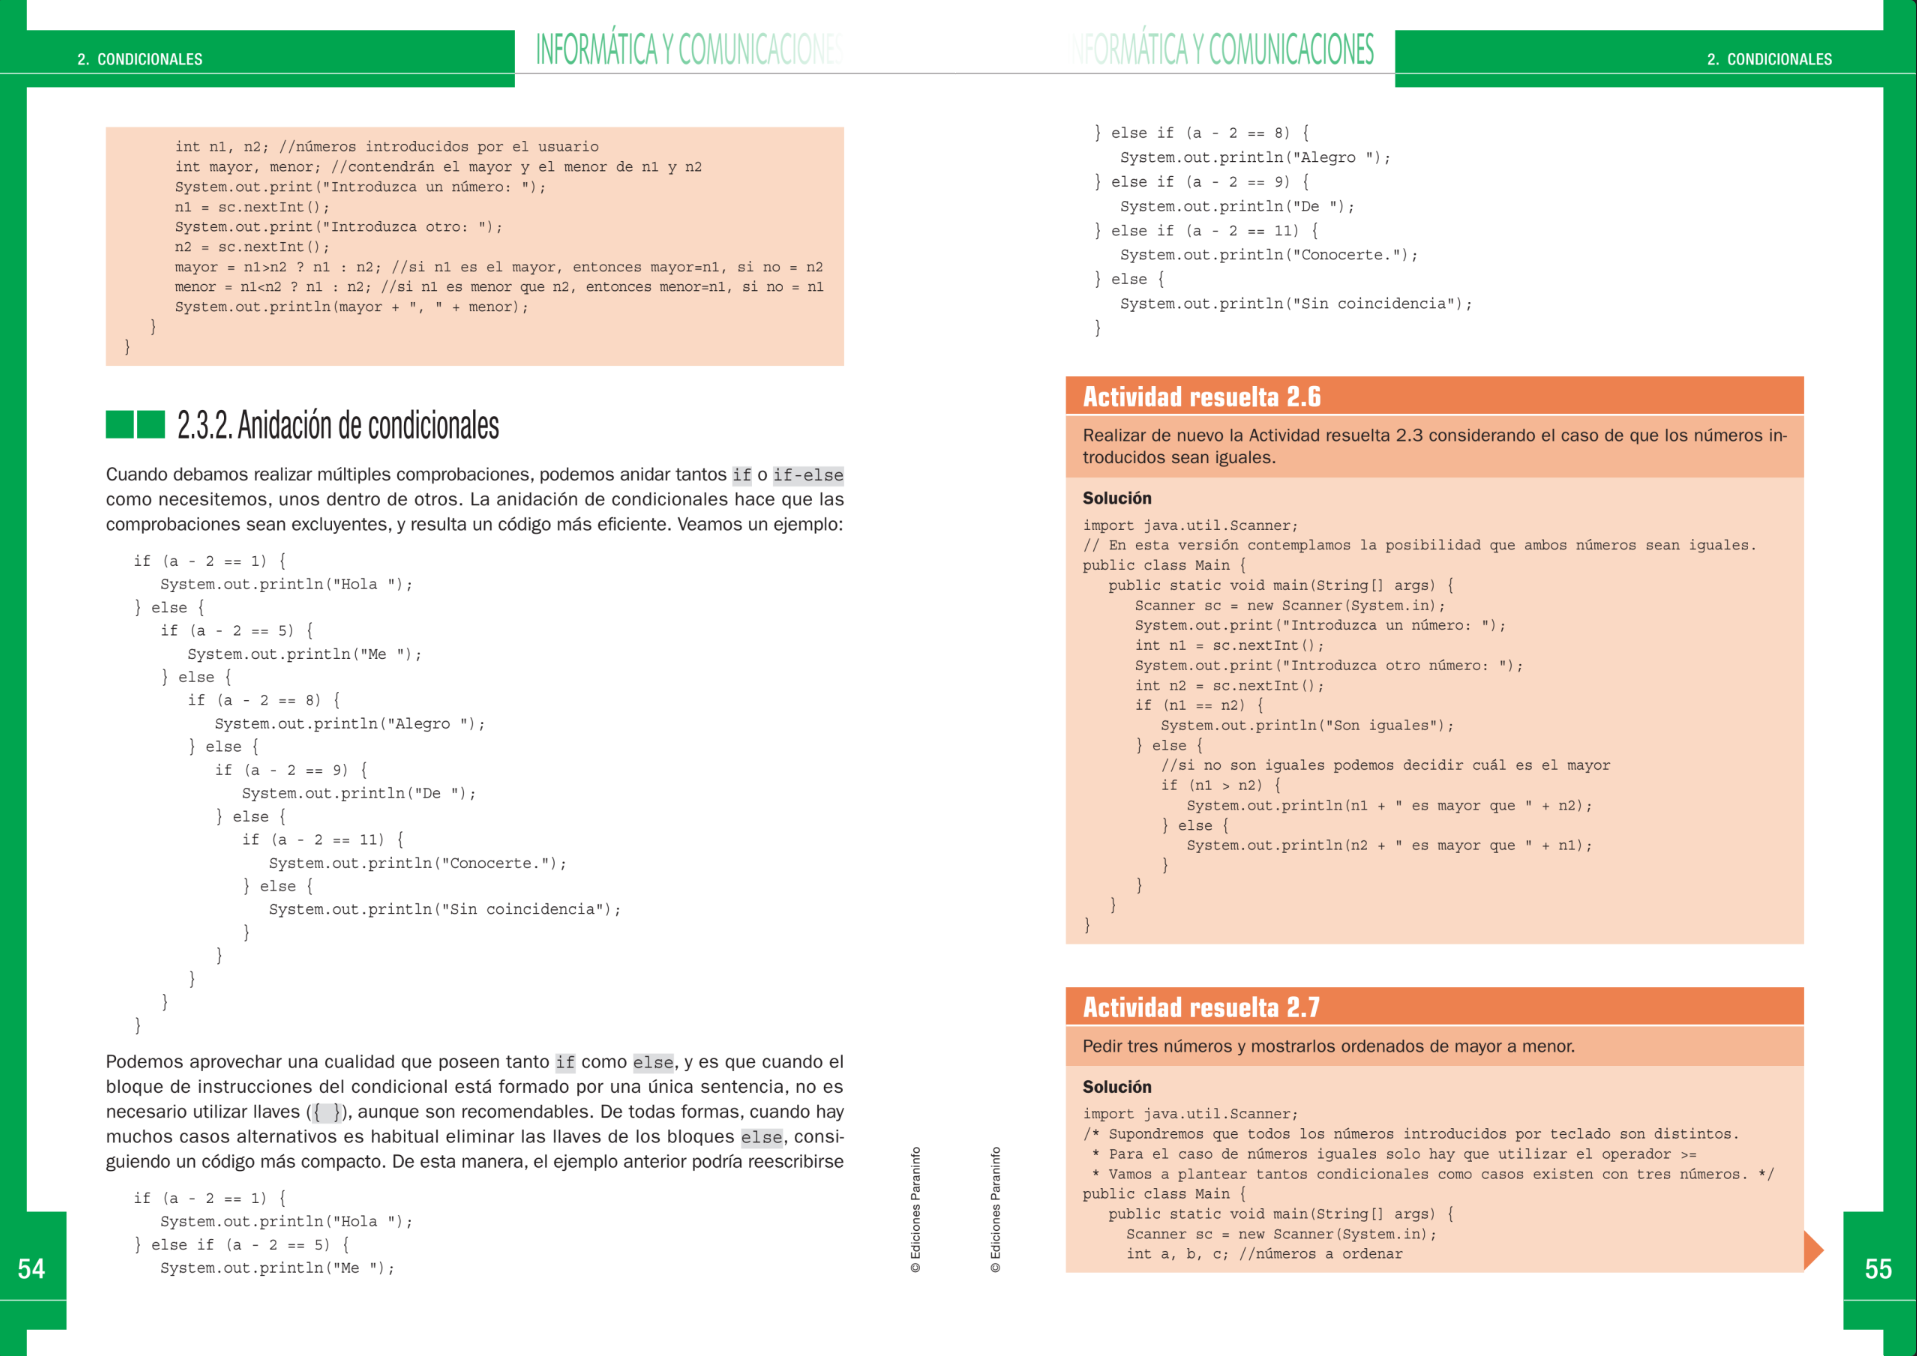 2. CONDICIONALES
INFORMÁTICA Y COMUNICACIONES
int n1, n2; //números introducidos por el usuario
int mayor, menor; //contendrán el mayor y el menor de n1 y n2
System.out.print("Introduzca un número: ");
n1 = sc.nextInt();
System.out.print("Introduzca otro: ");
n2 = sc.nextInt();
mayor = n1>n2 ? n1 : n2; //si n1 es el mayor, entonces mayor=n1, si no = n2
menor = n1<n2 ? n1 : n2; //si n1 es menor que n2, entonces menor=n1, si no = n1
System.out.println(mayor + ", " + menor);
}
}
2.3.2. Anidación de condicionales
Cuando debamos realizar múltiples comprobaciones, podemos anidar tantos if o if-else
como necesitemos, unos dentro de otros. La anidación de condicionales hace que las
comprobaciones sean excluyentes, y resulta un código más eficiente. Veamos un ejemplo:
if (a - 2 == 1) {
System.out.println("Hola ");
} else {
if (a - 2 == 5) {
System.out.println("Me ");
} else {
if (a - 2 == 8) {
System.out.println("Alegro ");
} else {
if (a - 2 == 9) {
System.out.println("De ");
} else {
if (a - 2 == 11) {
System.out.println("Conocerte.");
} else {
System.out.println("Sin coincidencia");
}
}
}
}
}
Podemos aprovechar una cualidad que poseen tanto if como else, y es que cuando el
bloque de instrucciones del condicional está formado por una única sentencia, no es
necesario utilizar llaves ({ }), aunque son recomendables. De todas formas, cuando hay
muchos casos alternativos es habitual eliminar las llaves de los bloques else, consi-
guiendo un código más compacto. De esta manera, el ejemplo anterior podría reescribirse
if (a - 2 == 1) {
System.out.println("Hola ");
} else if (a - 2 == 5) {
System.out.println("Me ");
54
© Ediciones Paraninfo
INFORMÁTICA Y COMUNICACIONES
2. CONDICIONALES
} else if (a - 2 == 8) {
System.out.println("Alegro ");
} else if (a - 2 == 9) {
System.out.println("De ");
} else if (a - 2 == 11) {
System.out.println("Conocerte.");
} else {
System.out.println("Sin coincidencia");
}
Actividad resuelta 2.6
Realizar de nuevo la Actividad resuelta 2.3 considerando el caso de que los números in-
troducidos sean iguales.
Solución
import java.util.Scanner;
// En esta versión contemplamos la posibilidad que ambos números sean iguales.
public class Main {
public static void main(String[] args) {
Scanner sc = new Scanner(System.in);
System.out.print("Introduzca un número: ");
int n1 = sc.nextInt();
System.out.print("Introduzca otro número: ");
int n2 = sc.nextInt();
if (n1 == n2) {
System.out.println("Son iguales");
} else {
//si no son iguales podemos decidir cuál es el mayor
if (n1 > n2) {
System.out.println(n1 + " es mayor que " + n2);
} else {
System.out.println(n2 + " es mayor que " + n1);
}
}
}
}
Actividad resuelta 2.7
Pedir tres números y mostrarlos ordenados de mayor a menor.
Solución
import java.util.Scanner;
/* Supondremos que todos los números introducidos por teclado son distintos.
* Para el caso de números iguales solo hay que utilizar el operador >=
* Vamos a plantear tantos condicionales como casos existen con tres números. */
public class Main {
public static void main(String[] args) {
Scanner sc = new Scanner(System.in);
int a, b, c; //números a ordenar
© Ediciones Paraninfo
55